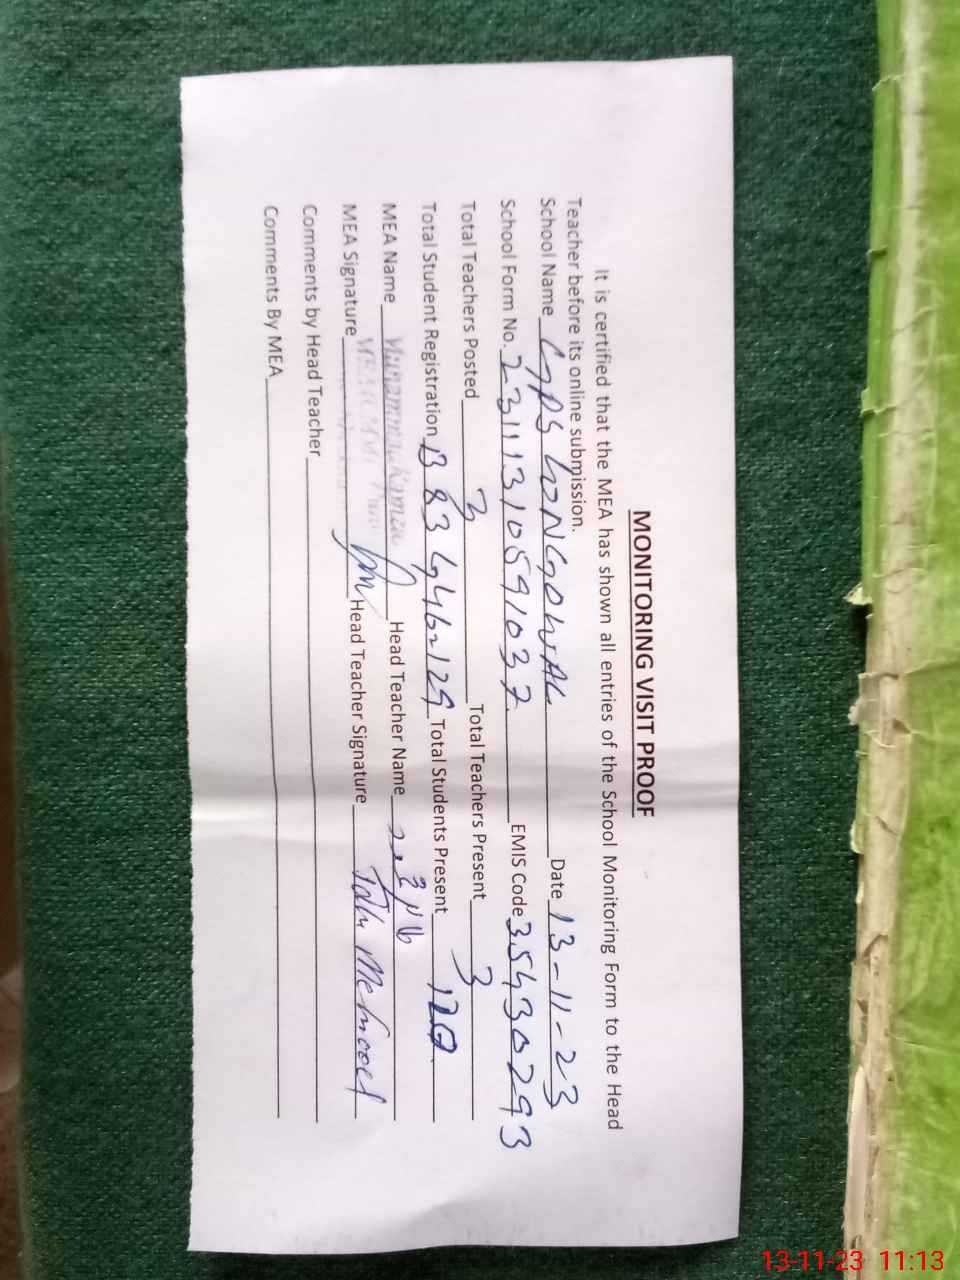 MONITORING VISIT PROOF
It is certified that the MEA has shown all entries of the School Monitoring Form to the Head
Teacher before its online submission.
School Name GPS LONGOWAL Date 13-11-23
School Form No. 23111310591037 EMIS Code 35430293
Total Teachers Posted 3 Total Teachers Present 3
Total Student Registration B 83 G 46=129 Total Students Present 120
MEA Name Head Teacher Name
MEA Signature Head Teacher Signature Mehmood
Comments by Head Teacher
Comments By MEA
13-11-23 11:13